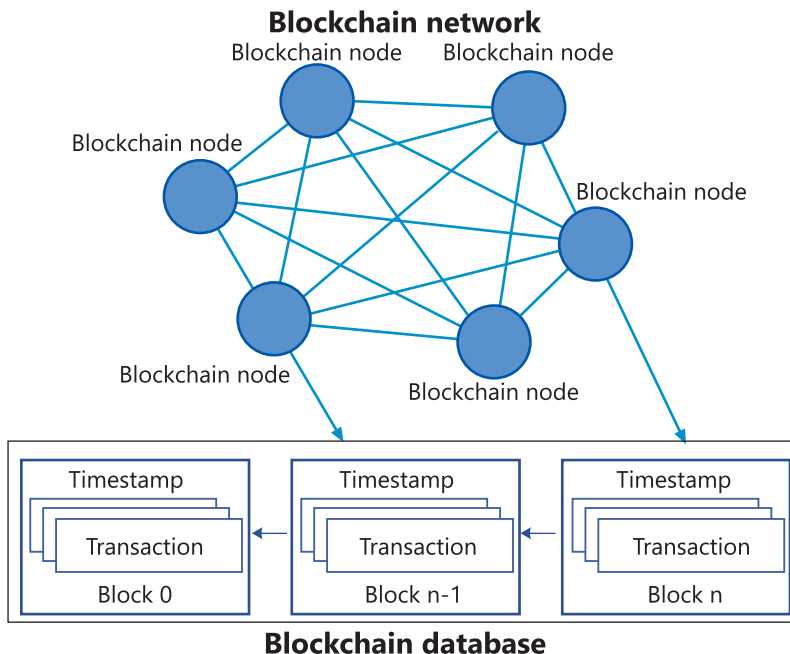 Blockchain network
Blockchain node
Blockchain node
Blockchain node
Blockchain node
Blockchain node
Blockchain node
Timestamp
Transaction
Block 0
Timestamp
Transaction
Block n-1
Timestamp
Transaction
Block n
Blockchain database